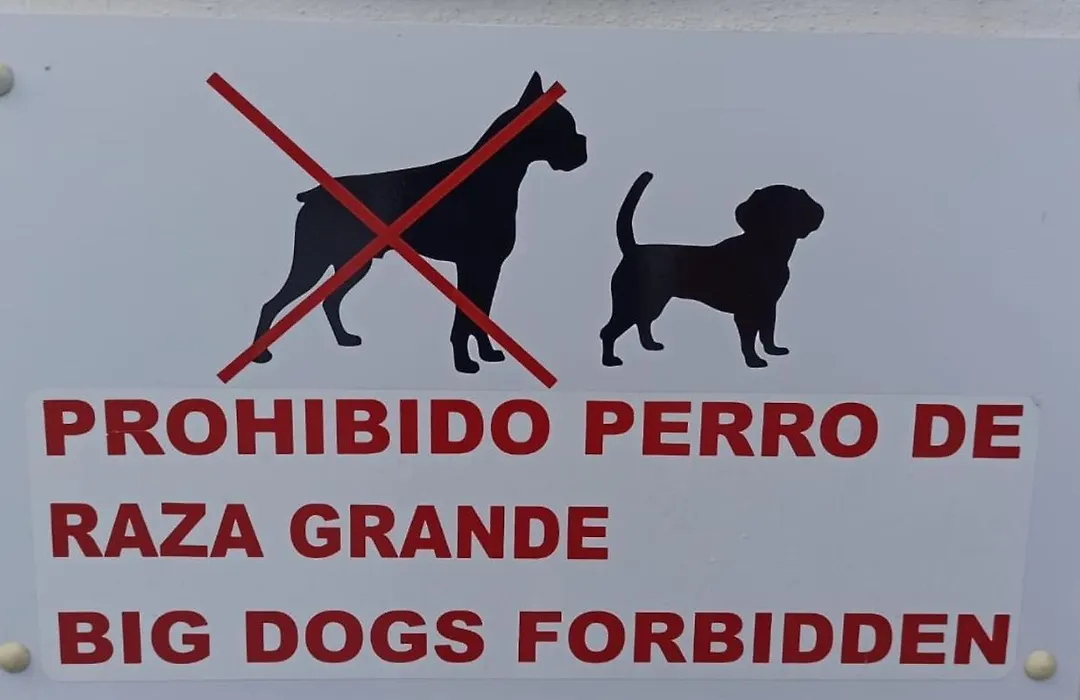 PROHIBIDO PERRO DE
RAZA GRANDE
BIG DOGS FORBIDDEN